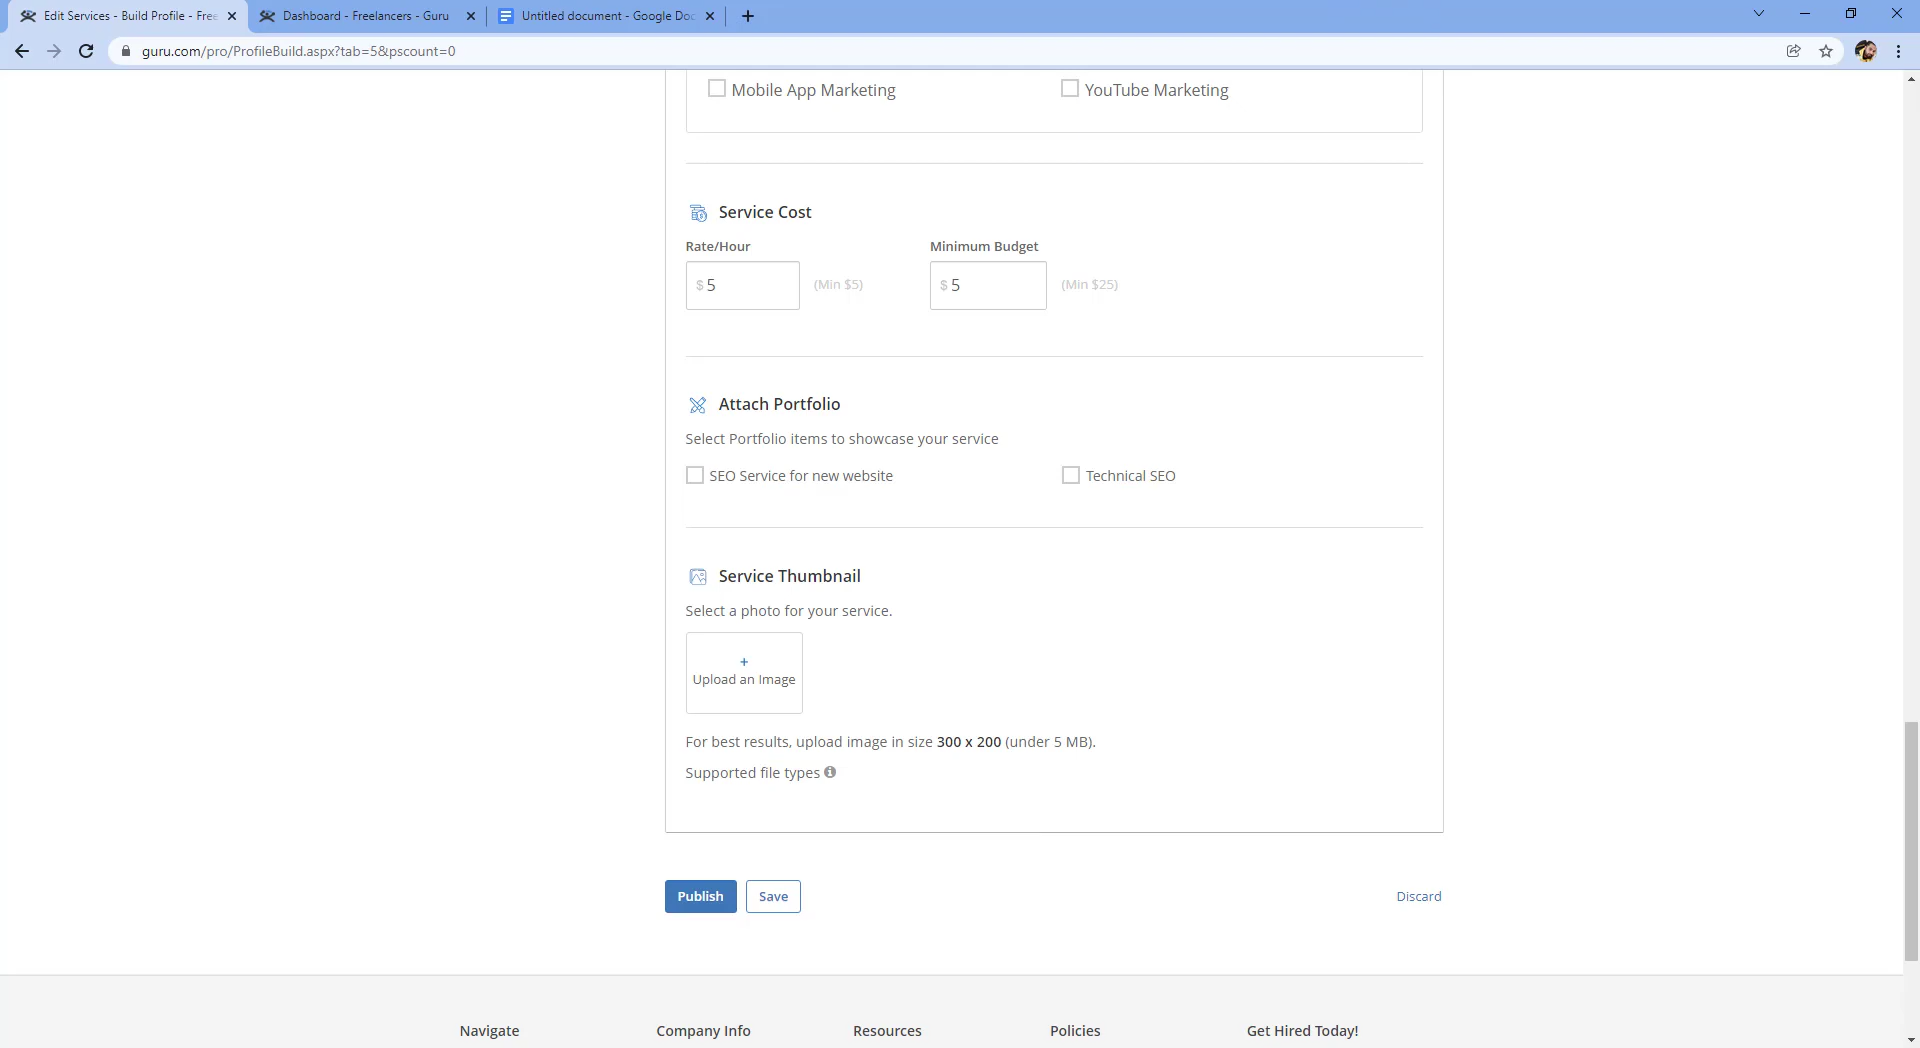 Edit Services - Build Profile - Free
Dashboard - Freelancers - Guru
Untitled document - Google Doc
guru.com/pro/ProfileBuild.aspx?tab=5&pscount=0
Mobile App Marketing
YouTube Marketing
Service Cost
Rate/Hour
Minimum Budget
$ 5
(Min $5)
$ 5
(Min $25)
Attach Portfolio
Select Portfolio items to showcase your service
SEO Service for new website
Technical SEO
Service Thumbnail
Select a photo for your service.
+
Upload an Image
For best results, upload image in size 300 x 200 (under 5 MB).
Supported file types
Publish
Save
Discard
Navigate
Company Info
Resources
Policies
Get Hired Today!